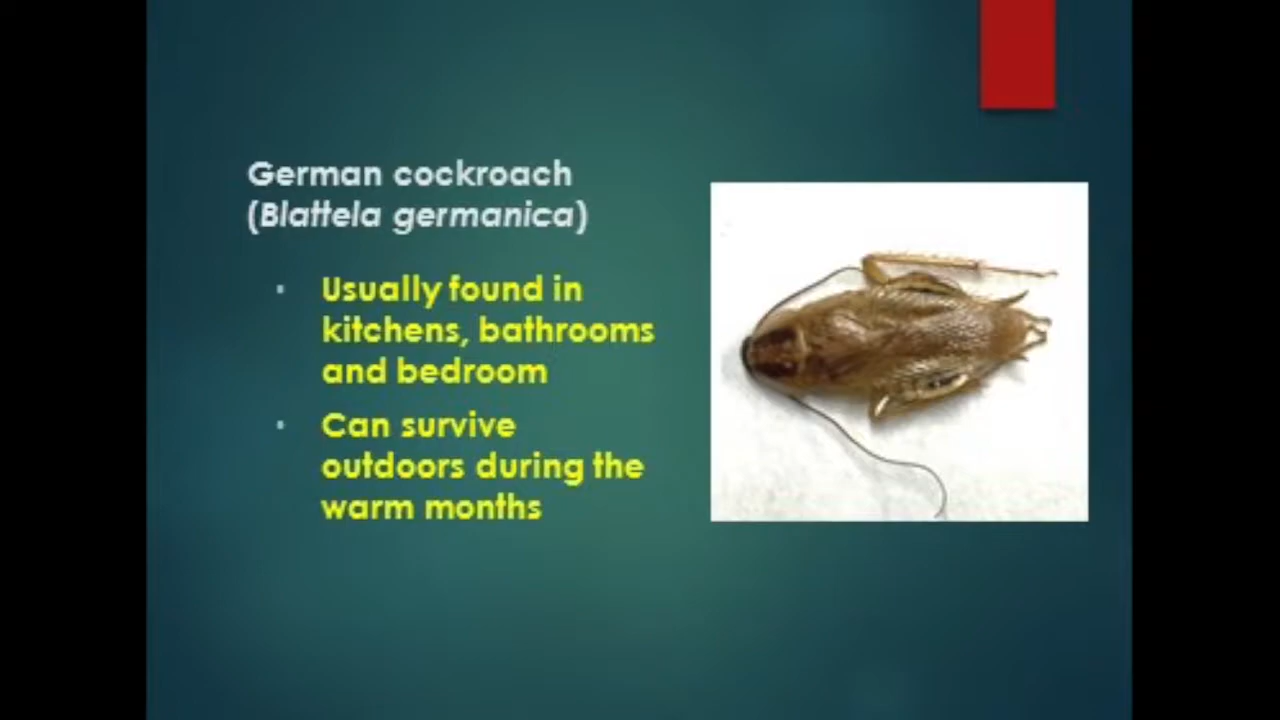 German cockroach
(Blattela germanica)
· Usually found in
kitchens, bathrooms
and bedroom
· Can survive
outdoors during the
warm months